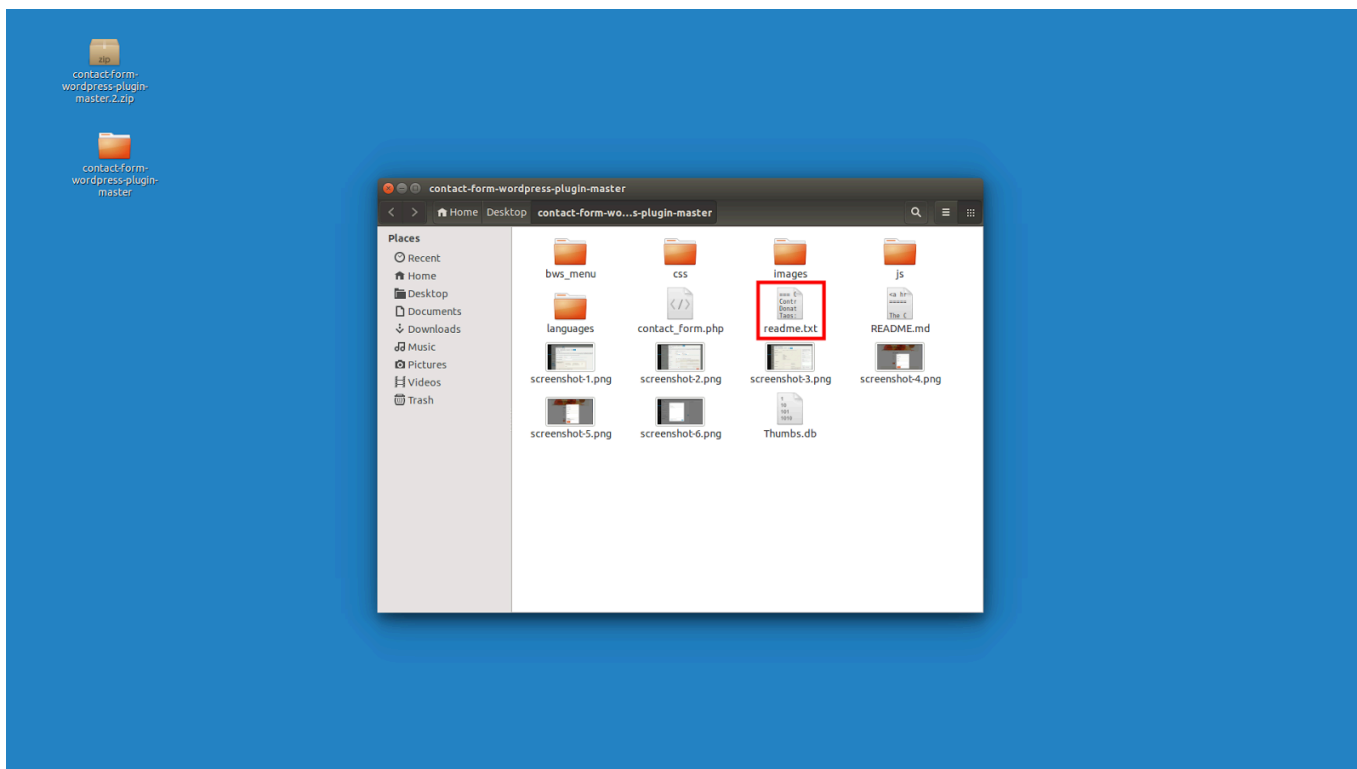 zip
contact-form-
wordpress-plugin-
master.2.zip
contact-form-
wordpress-plugin-
master
contact-form-wordpress-plugin-master
Home Desktop contact-form-wo...s-plugin-master
Places
Recent
Home
Desktop
Documents
Downloads
Music
Pictures
Videos
Trash
bws_menu css images js
languages contact_form.php readme.txt README.md
screenshot-1.png screenshot-2.png screenshot-3.png screenshot-4.png
screenshot-5.png screenshot-6.png Thumbs.db